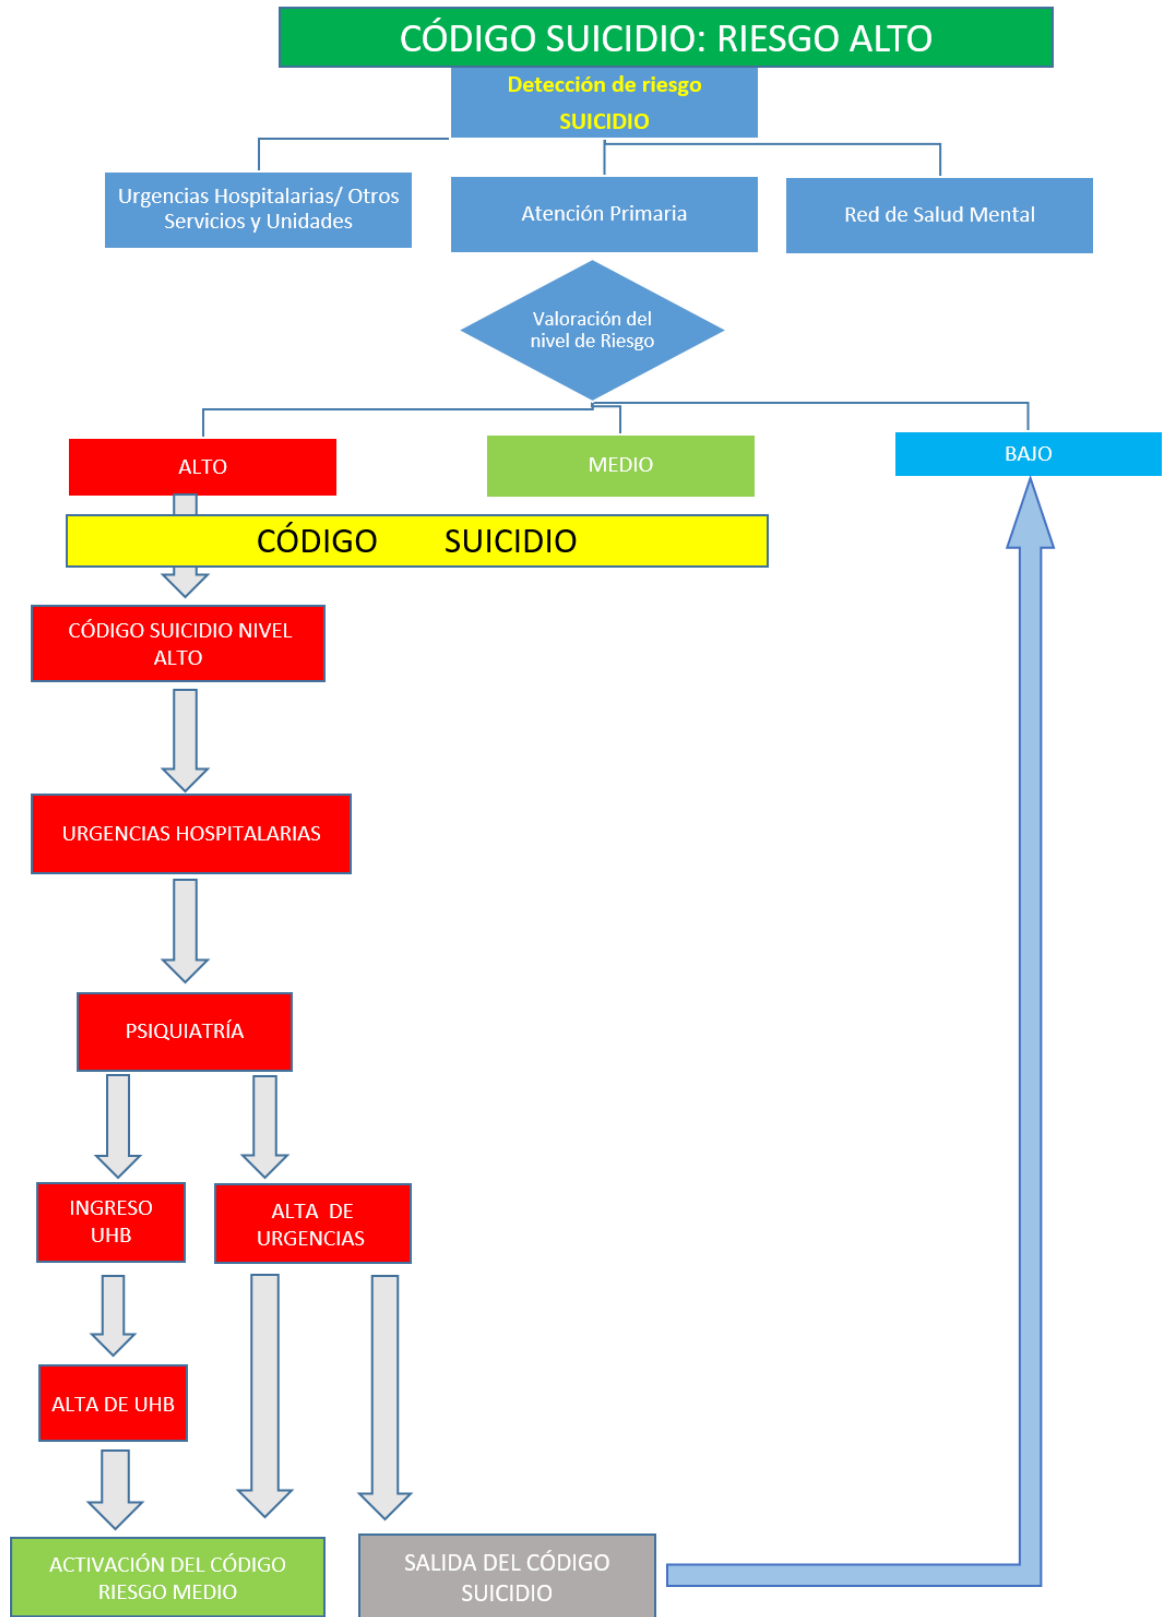 CÓDIGO SUICIDIO: RIESGO ALTO
Detección de riesgo
SUICIDIO
Urgencias Hospitalarias/ Otros
Servicios y Unidades
Atención Primaria
Red de Salud Mental
Valoración del
nivel de Riesgo
ALTO
MEDIO
BAJO
CÓDIGO SUICIDIO
CÓDIGO SUICIDIO NIVEL
ALTO
URGENCIAS HOSPITALARIAS
PSIQUIATRÍA
INGRESO
UHB
ALTA DE
URGENCIAS
ALTA DE UHB
ACTIVACIÓN DEL CÓDIGO
RIESGO MEDIO
SALIDA DEL CÓDIGO
SUICIDIO